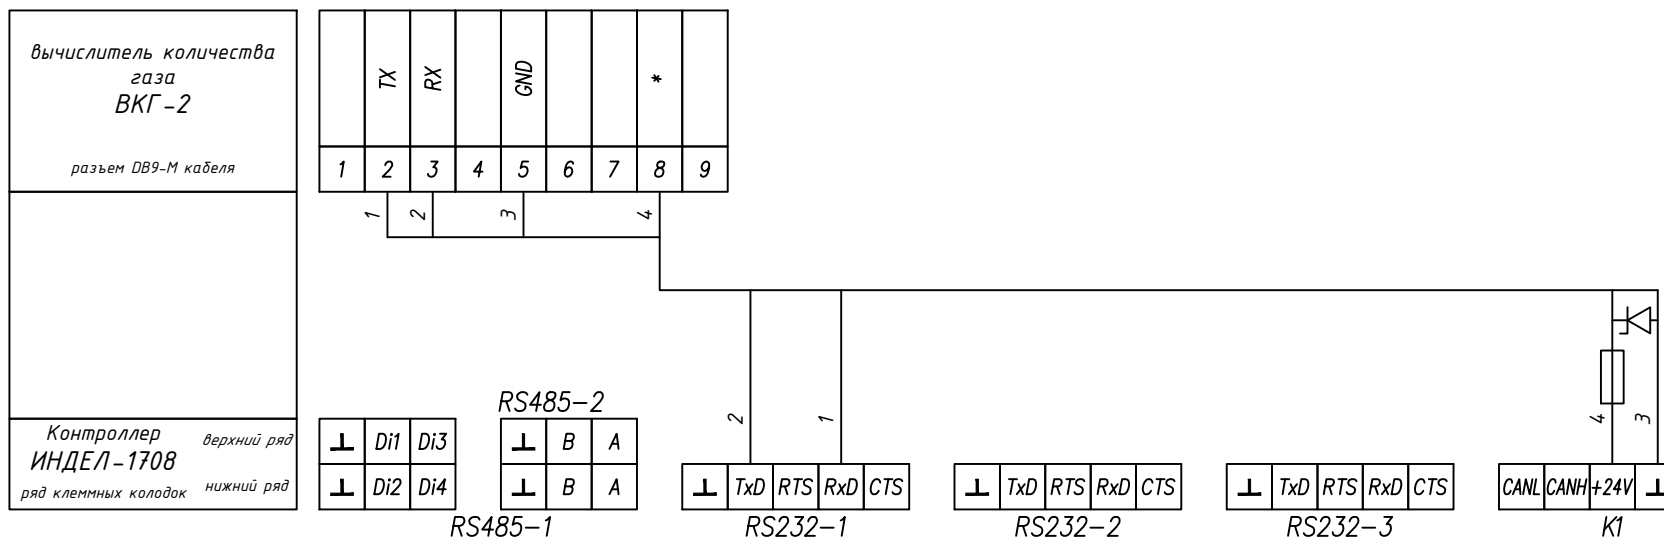 вычислитель количества
газа
ВКГ-2
разъем DB9-M кабеля
TX RX GND *
1 2 3 4 5 6 7 8 9
1 2 3 4
RS485-2
2 1 4 3
Контроллер
ИНДЕЛ-1708
ряд клеммных колодок
верхний ряд
нижний ряд
⊥ Di1 Di3 ⊥ B A
⊥ Di2 Di4 ⊥ B A
⊥ TxD RTS RxD CTS
⊥ TxD RTS RxD CTS
⊥ TxD RTS RxD CTS
CANL CANH +24V ⊥
RS485-1 RS232-1 RS232-2 RS232-3 K1